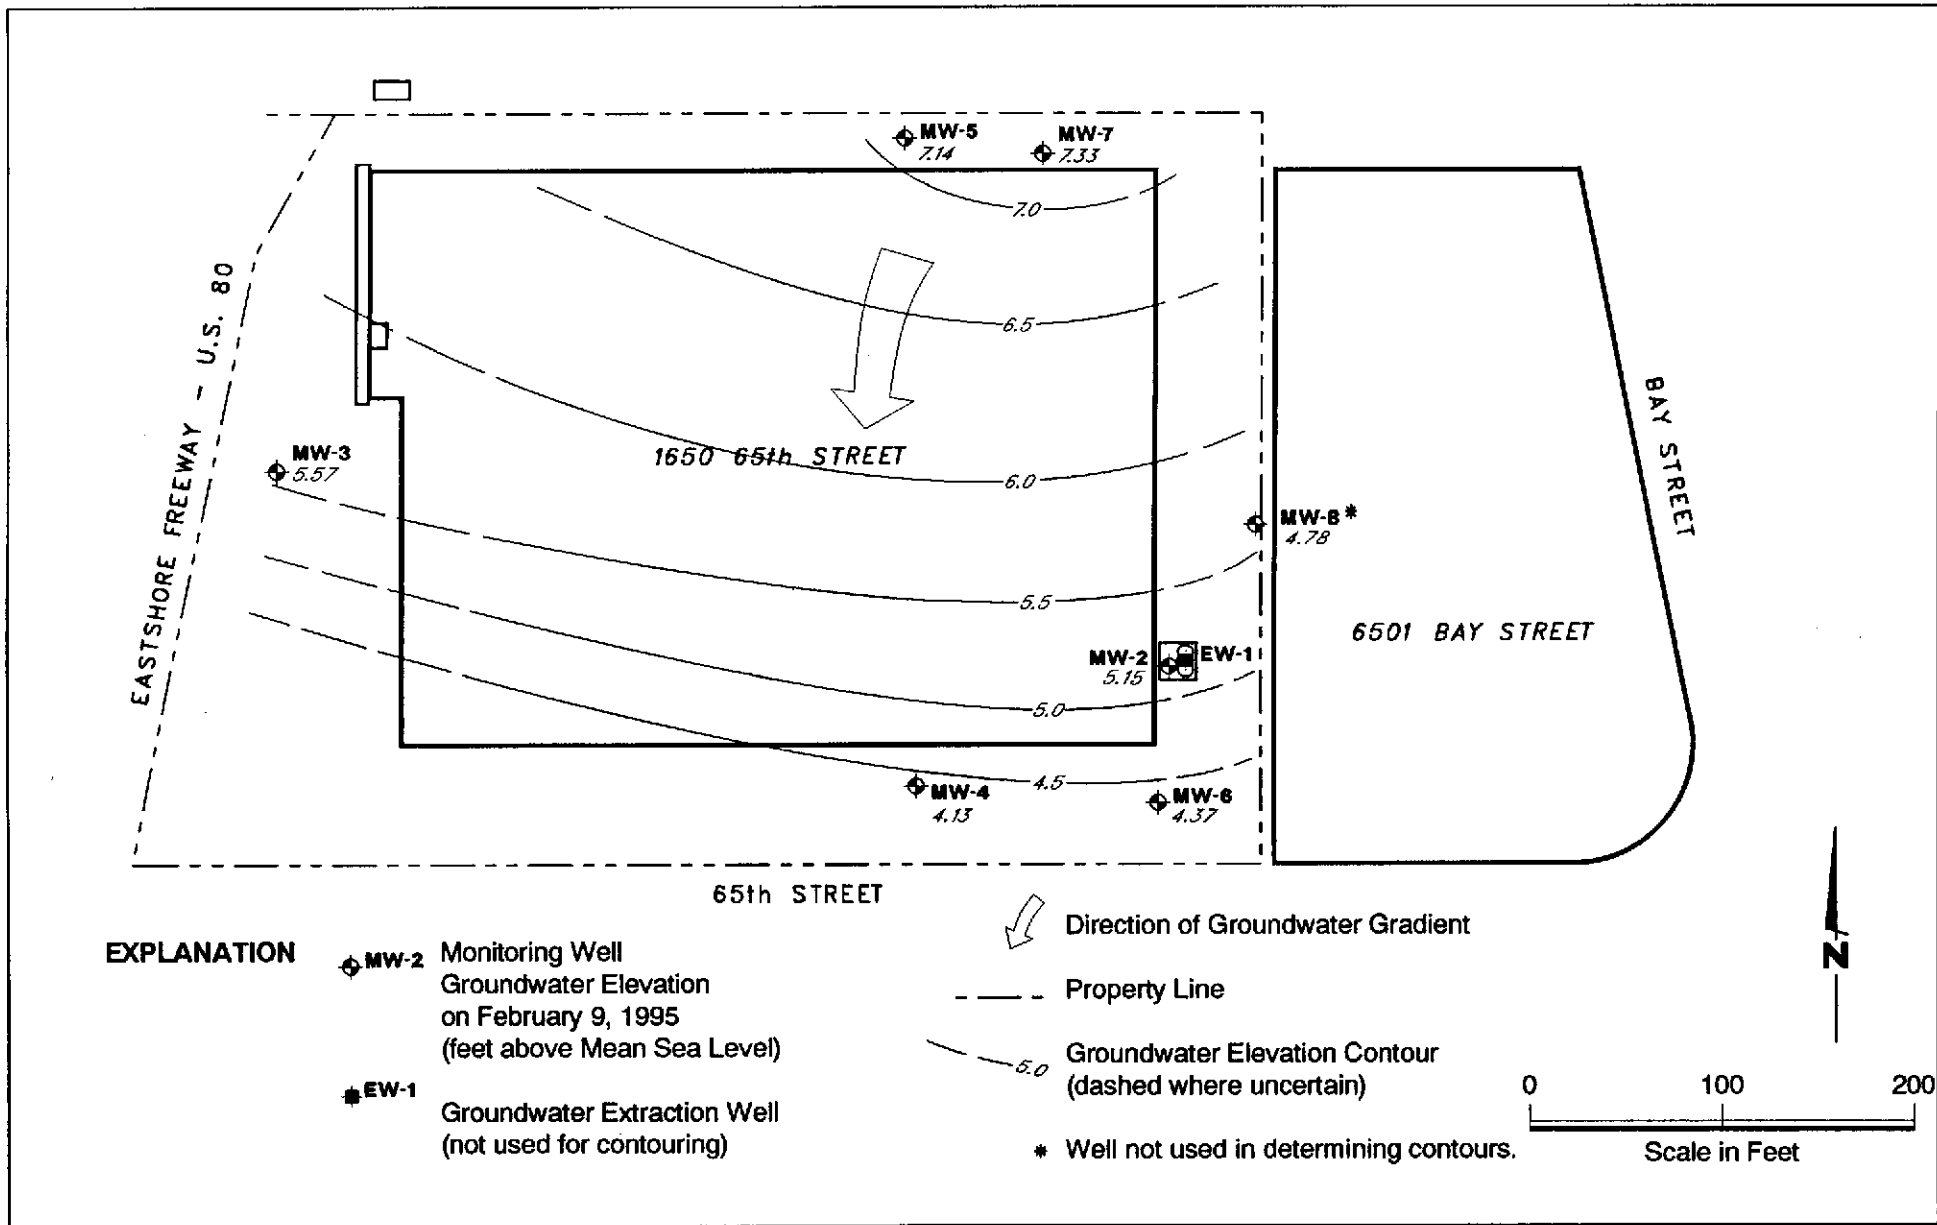 MW-5
7.14
MW-7
7.33
7.0
6.5
EASTSHORE FREEWAY - U.S. 80
BAY STREET
MW-3
5.57
1650 65th STREET
6.0
MW-8*
4.78
5.5
6501 BAY STREET
MW-2
5.15
EW-1
5.0
4.5
MW-4
4.13
MW-6
4.37
65th STREET
EXPLANATION
MW-2
Monitoring Well
Groundwater Elevation
on February 9, 1995
(feet above Mean Sea Level)
EW-1
Groundwater Extraction Well
(not used for contouring)
Direction of Groundwater Gradient
Property Line
5.0
Groundwater Elevation Contour
(dashed where uncertain)
* Well not used in determining contours.
N
0 100 200
Scale in Feet